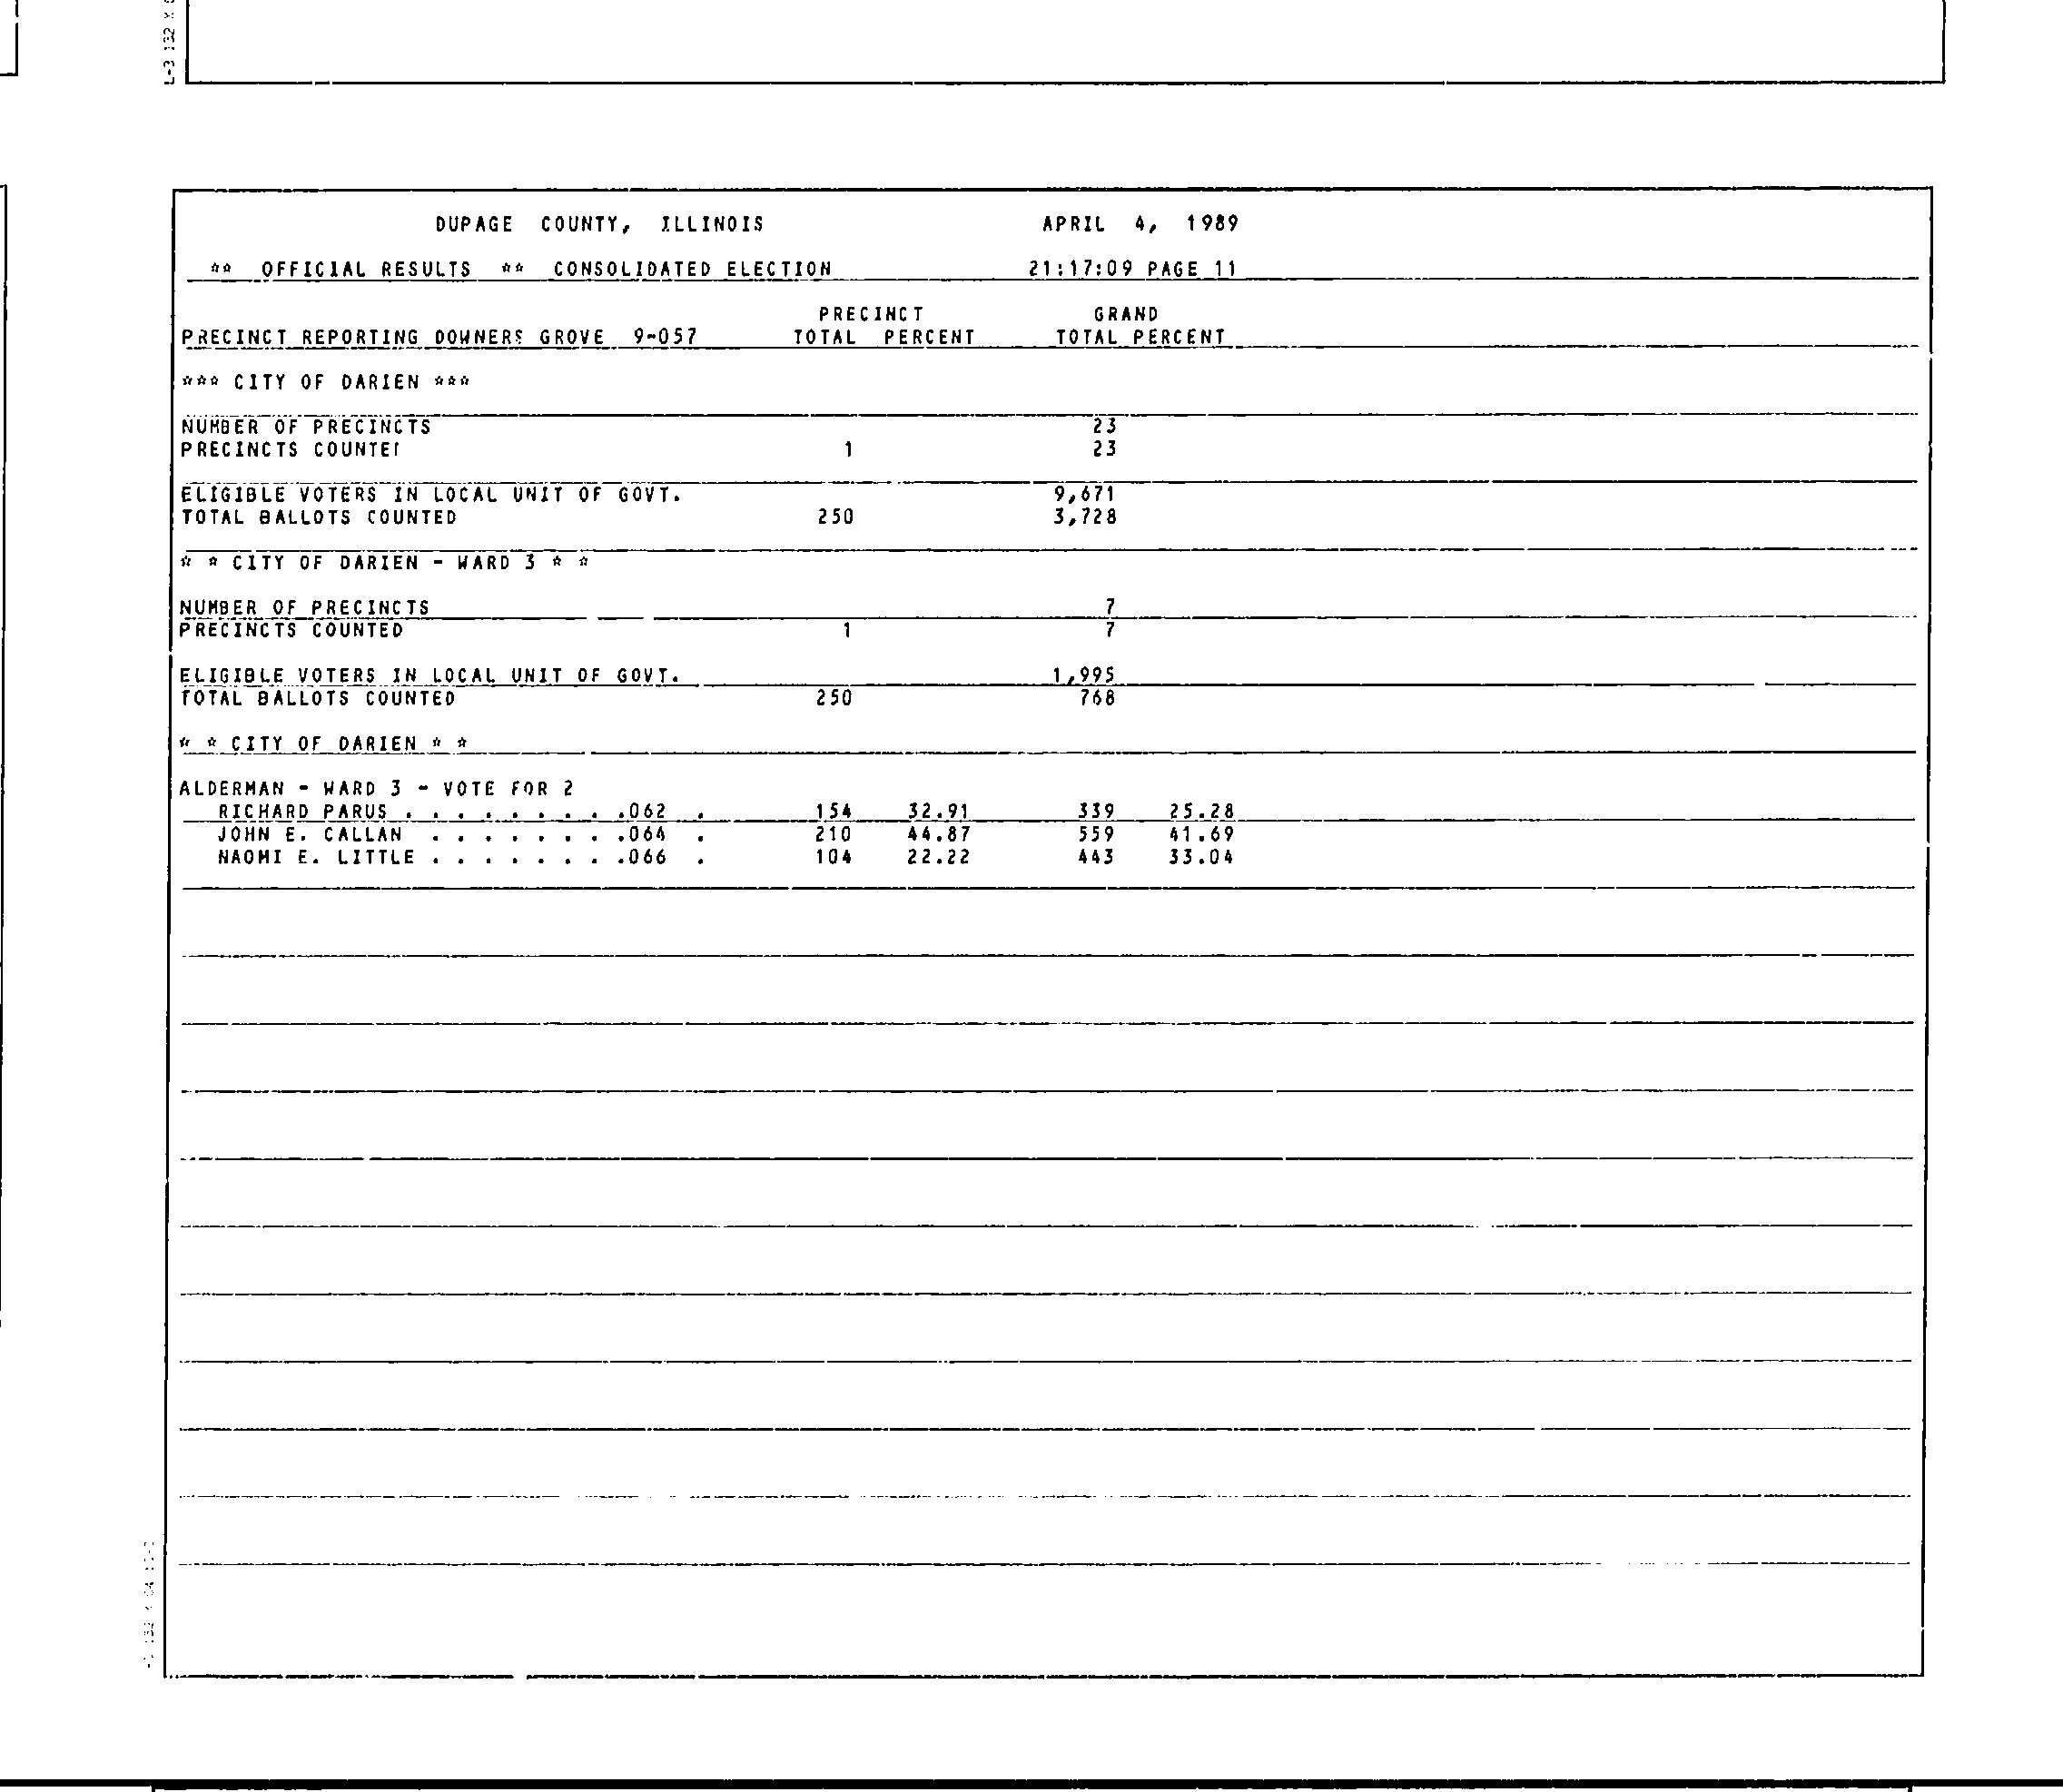 L-3 132 X
DUPAGE COUNTY, ILLINOIS APRIL 4, 1989
** OFFICIAL RESULTS ** CONSOLIDATED ELECTION 21:17:09 PAGE 11
PRECINCT GRAND
PRECINCT REPORTING DOWNERS GROVE 9-057 TOTAL PERCENT TOTAL PERCENT
*** CITY OF DARIEN ***
NUMBER OF PRECINCTS 23
PRECINCTS COUNTED 1 23
ELIGIBLE VOTERS IN LOCAL UNIT OF GOVT. 9,671
TOTAL BALLOTS COUNTED 250 3,728
* * CITY OF DARIEN - WARD 3 * *
NUMBER OF PRECINCTS 7
PRECINCTS COUNTED 1 7
ELIGIBLE VOTERS IN LOCAL UNIT OF GOVT. 1,995
TOTAL BALLOTS COUNTED 250 768
* * CITY OF DARIEN * *
ALDERMAN - WARD 3 - VOTE FOR 2
RICHARD PARUS . . . . . . . . .062 . 154 32.91 339 25.28
JOHN E. CALLAN . . . . . . . .064 . 210 44.87 559 41.69
NAOMI E. LITTLE . . . . . . . .066 . 104 22.22 443 33.04